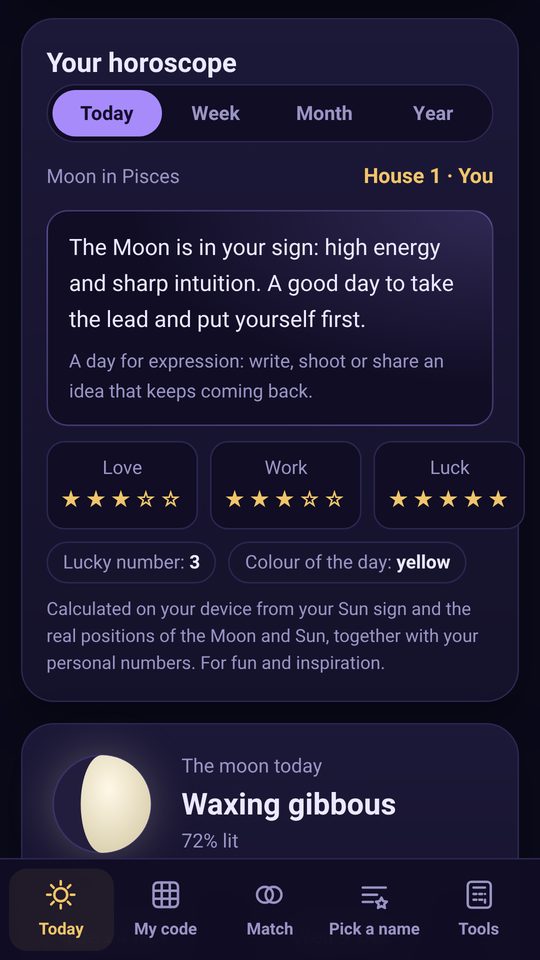 Your horoscope
Today Week Month Year
Moon in Pisces House 1 · You
The Moon is in your sign: high energy
and sharp intuition. A good day to take
the lead and put yourself first.
A day for expression: write, shoot or share an
idea that keeps coming back.
Love Work Luck
★★★☆☆ ★★★☆☆ ★★★★★
Lucky number: 3 Colour of the day: yellow
Calculated on your device from your Sun sign and the
real positions of the Moon and Sun, together with your
personal numbers. For fun and inspiration.
The moon today
Waxing gibbous
72% lit
Today My code Match Pick a name Tools